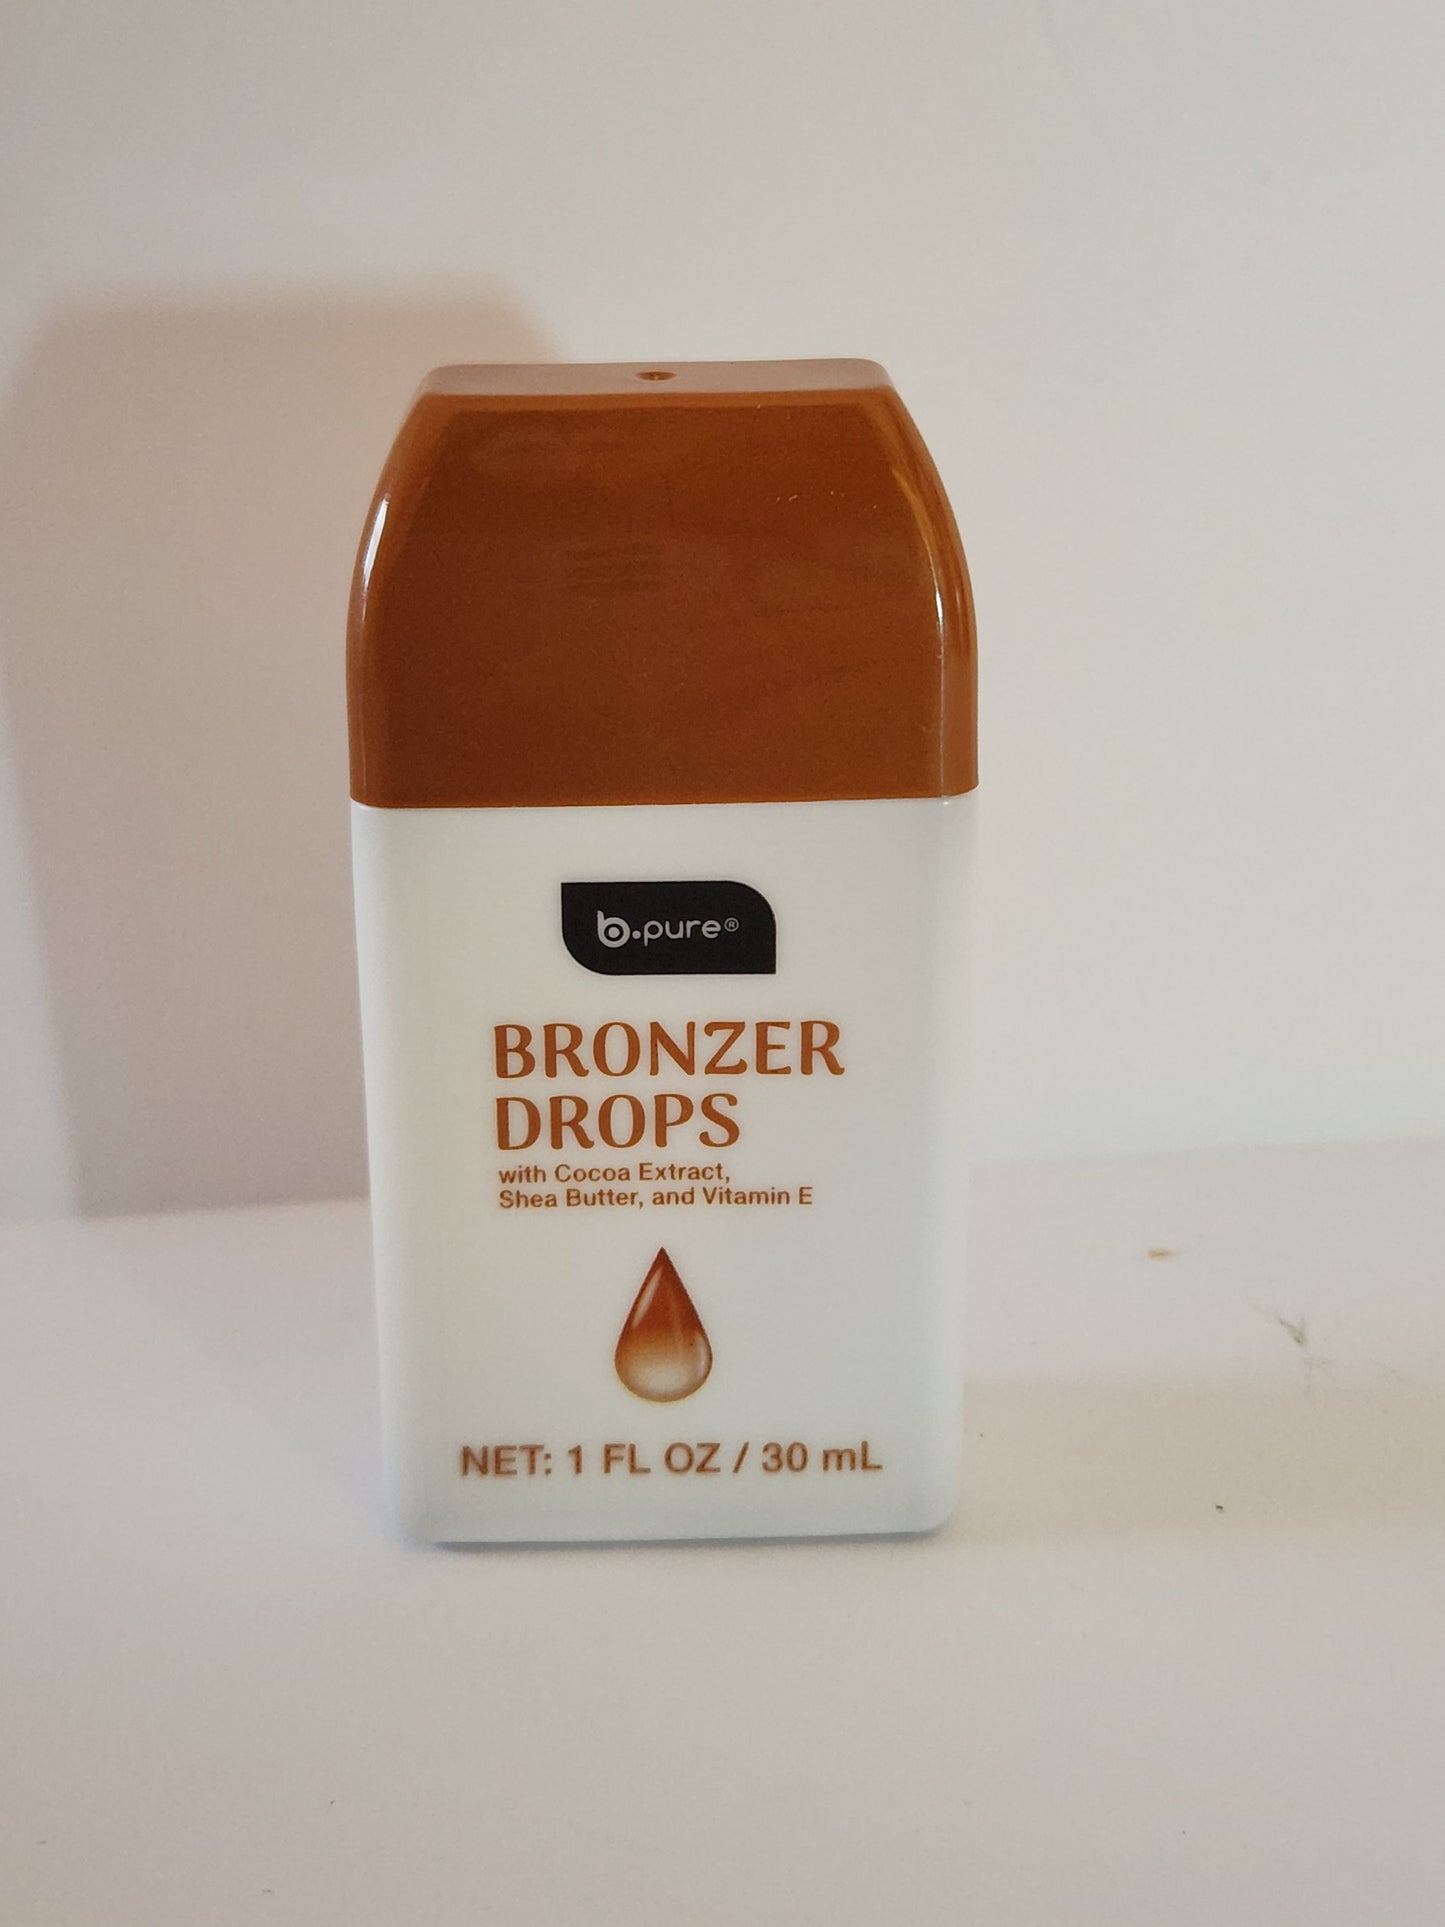 b.pure®
BRONZER
DROPS
with Cocoa Extract,
Shea Butter, and Vitamin E
NET: 1 FL OZ / 30 mL